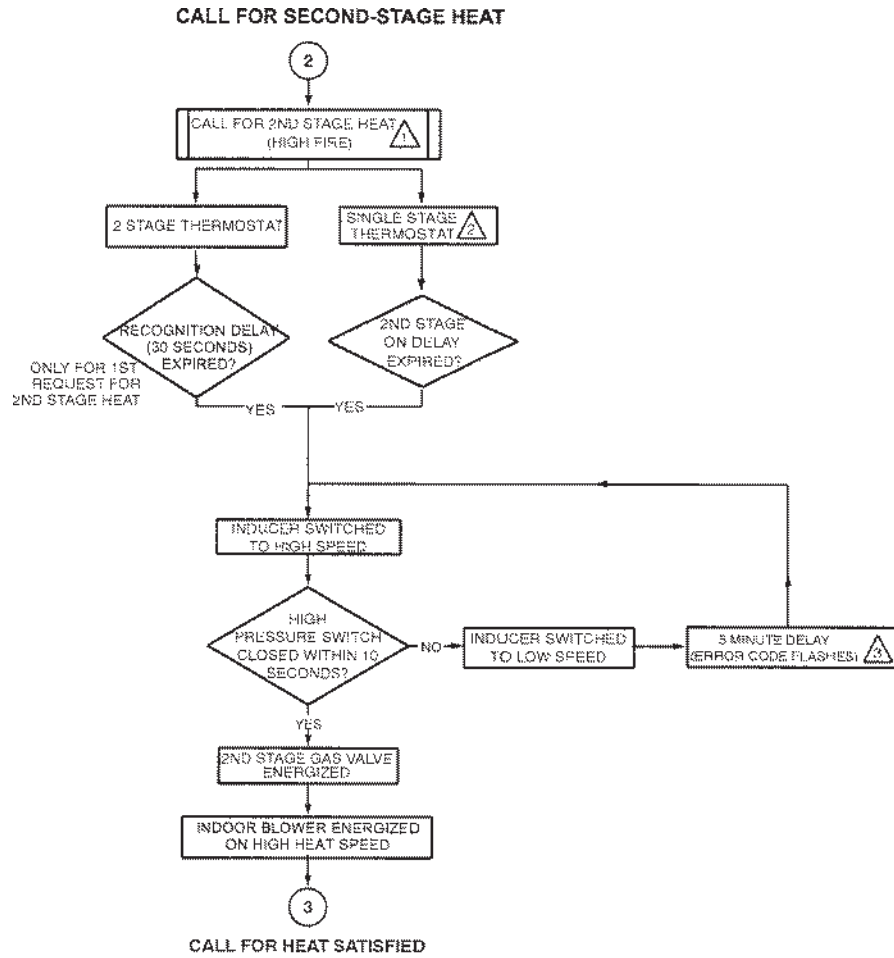 CALL FOR SECOND-STAGE HEAT
2
CALL FOR 2ND STAGE HEAT
(HIGH FIRE)
1
2 STAGE THERMOSTAT
SINGLE STAGE
THERMOSTAT
2
RECOGNITION DELAY
(30 SECONDS)
EXPIRED?
2ND STAGE
ON DELAY
EXPIRED?
ONLY FOR 1ST
REQUEST FOR
2ND STAGE HEAT
YES
YES
INDUCER SWITCHED
TO HIGH SPEED
HIGH
PRESSURE SWITCH
CLOSED WITHIN 10
SECONDS?
NO
INDUCER SWITCHED
TO LOW SPEED
MINUTE DELAY
(ERROR CODE FLASHES)
3
YES
2ND STAGE GAS VALVE
ENERGIZED
INDOOR BLOWER ENERGIZED
ON HIGH HEAT SPEED
3
CALL FOR HEAT SATISFIED